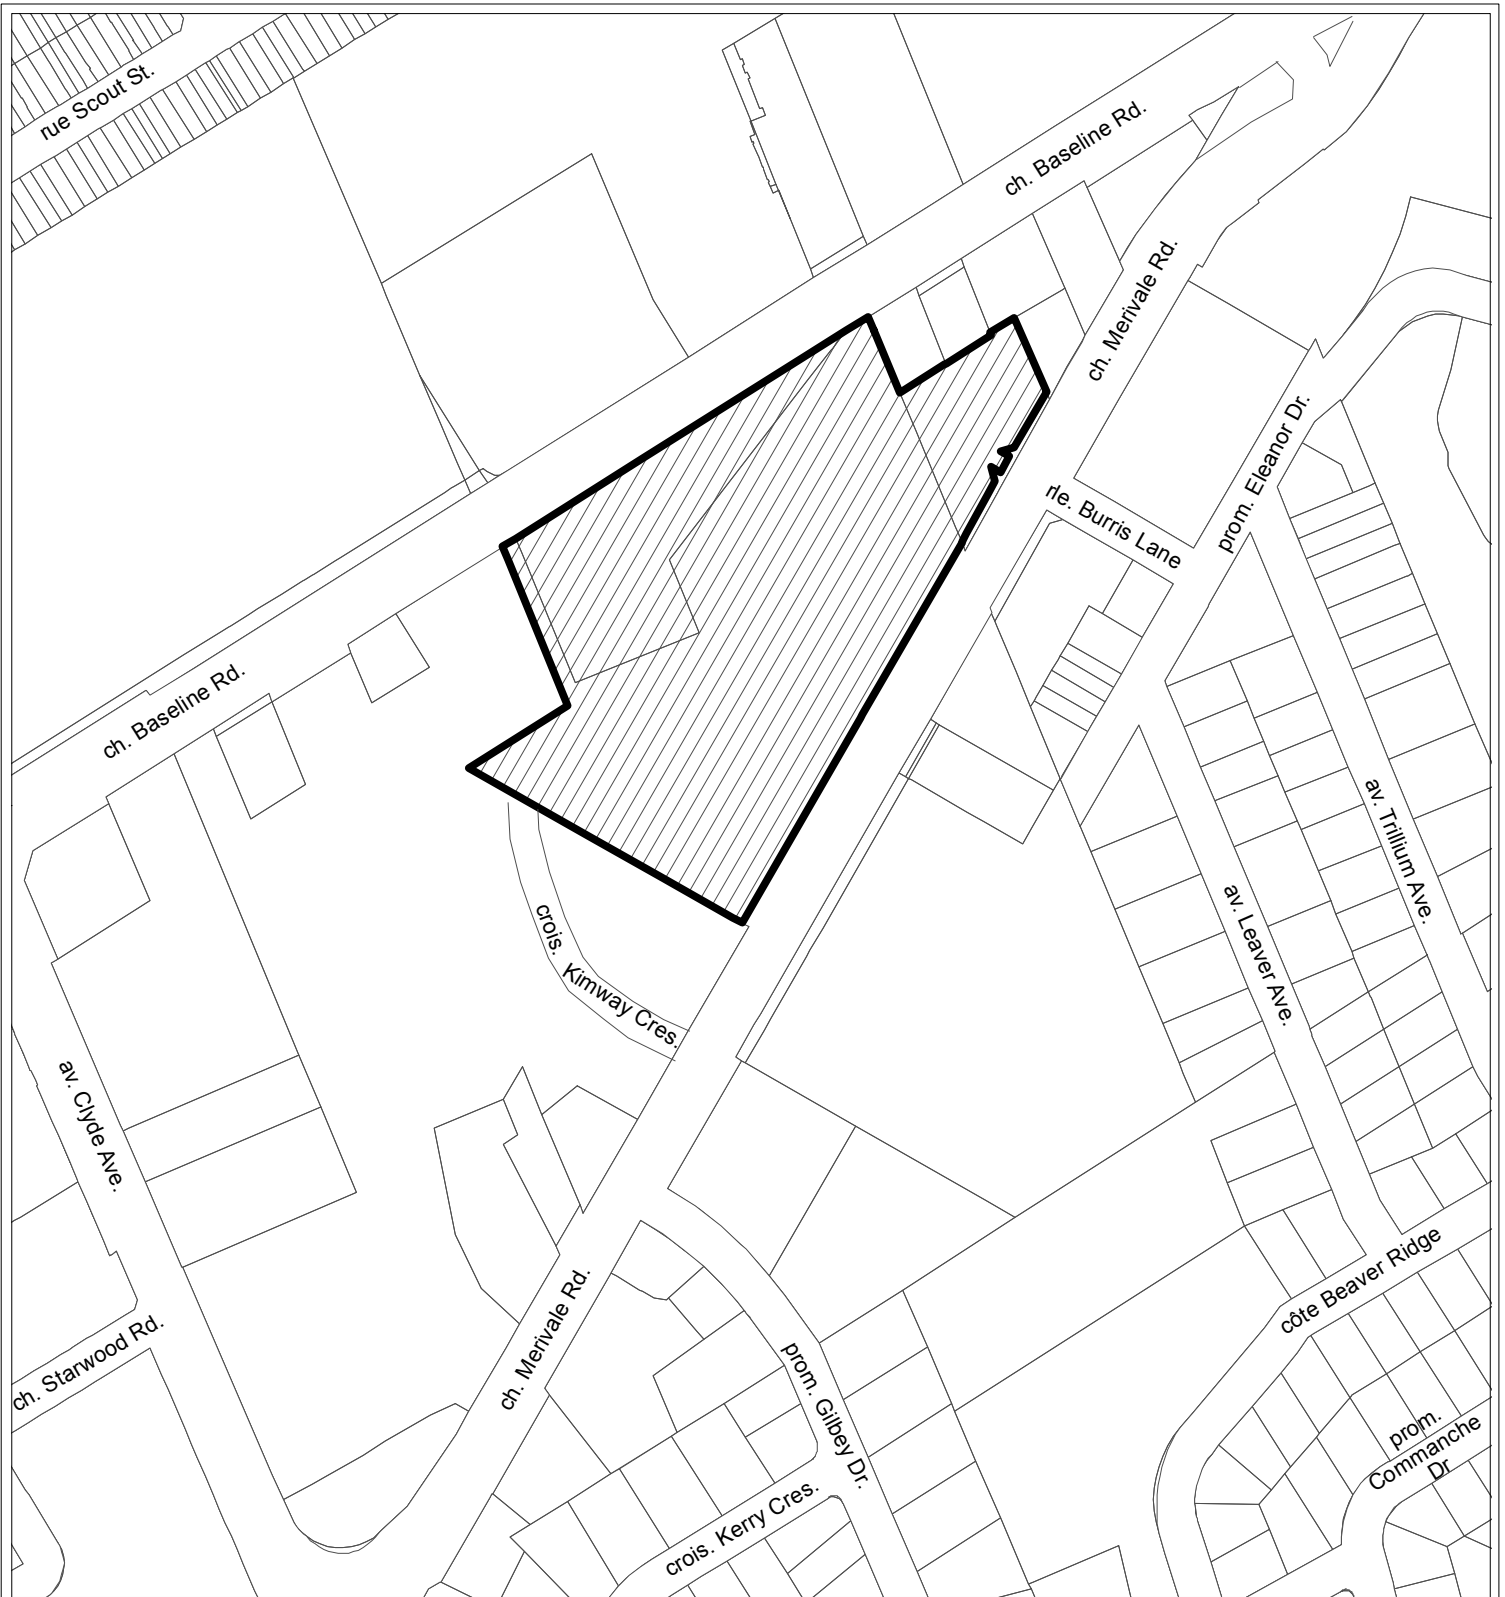 rue Scout St.
ch. Baseline Rd.
ch. Merivale Rd.
prom. Eleanor Dr.
rle. Burris Lane
ch. Baseline Rd.
av. Trillium Ave.
av. Leaver Ave.
crois.
Kimway Cres.
av. Clyde Ave.
côte Beaver Ridge
ch. Starwood Rd.
ch. Merivale Rd.
prom. Gilbey Dr.
prom.
Commanche
Dr
crois. Kerry Cres.